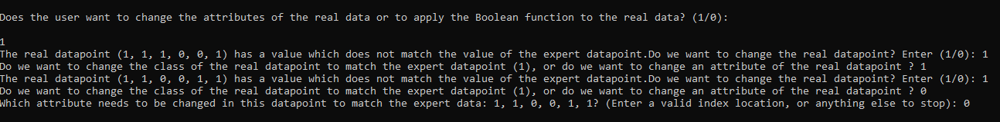 Does the user want to change the attributes of the real data or to apply the Boolean function to the real data? (1/0):
1
The real datapoint (1, 1, 1, 0, 0, 1) has a value which does not match the value of the expert datapoint.Do we want to change the real datapoint? Enter (1/0): 1
Do we want to change the class of the real datapoint to match the expert datapoint (1), or do we want to change an attribute of the real datapoint ? 1
The real datapoint (1, 1, 0, 0, 1, 1) has a value which does not match the value of the expert datapoint.Do we want to change the real datapoint? Enter (1/0): 1
Do we want to change the class of the real datapoint to match the expert datapoint (1), or do we want to change an attribute of the real datapoint ? 0
Which attribute needs to be changed in this datapoint to match the expert data: 1, 1, 0, 0, 1, 1? (Enter a valid index location, or anything else to stop): 0